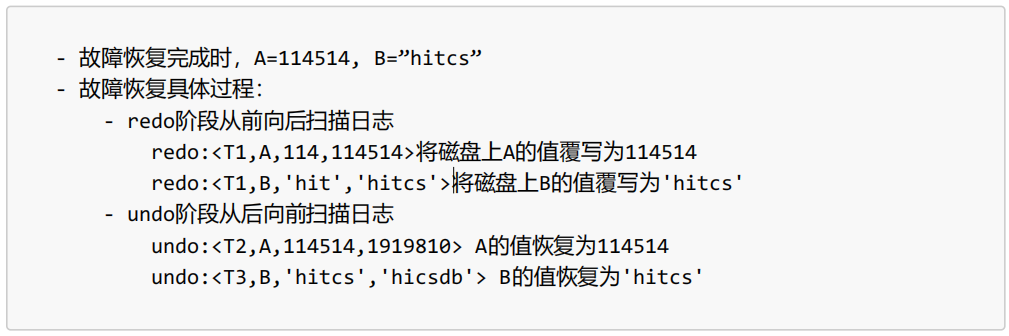 - 故障恢复完成时，A=114514, B=”hitcs”
- 故障恢复具体过程：
- redo阶段从前向后扫描日志
redo:<T1,A,114,114514>将磁盘上A的值覆写为114514
redo:<T1,B,'hit','hitcs'>将磁盘上B的值覆写为'hitcs'
- undo阶段从后向前扫描日志
undo:<T2,A,114514,1919810> A的值恢复为114514
undo:<T3,B,'hitcs','hicsdb'> B的值恢复为'hitcs'